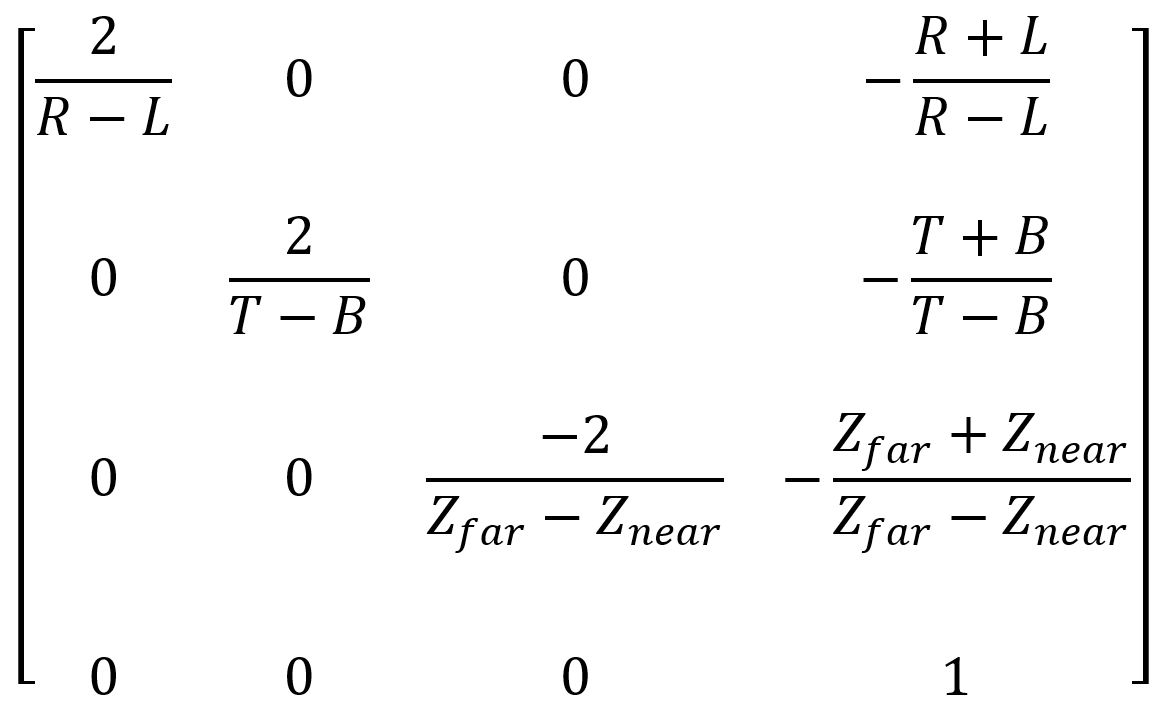 [ 2/(R − L) 0 0 −(R + L)/(R − L) ]
[ 0 2/(T − B) 0 −(T + B)/(T − B) ]
[ 0 0 −2/(Z_far − Z_near) −(Z_far + Z_near)/(Z_far − Z_near) ]
[ 0 0 0 1 ]